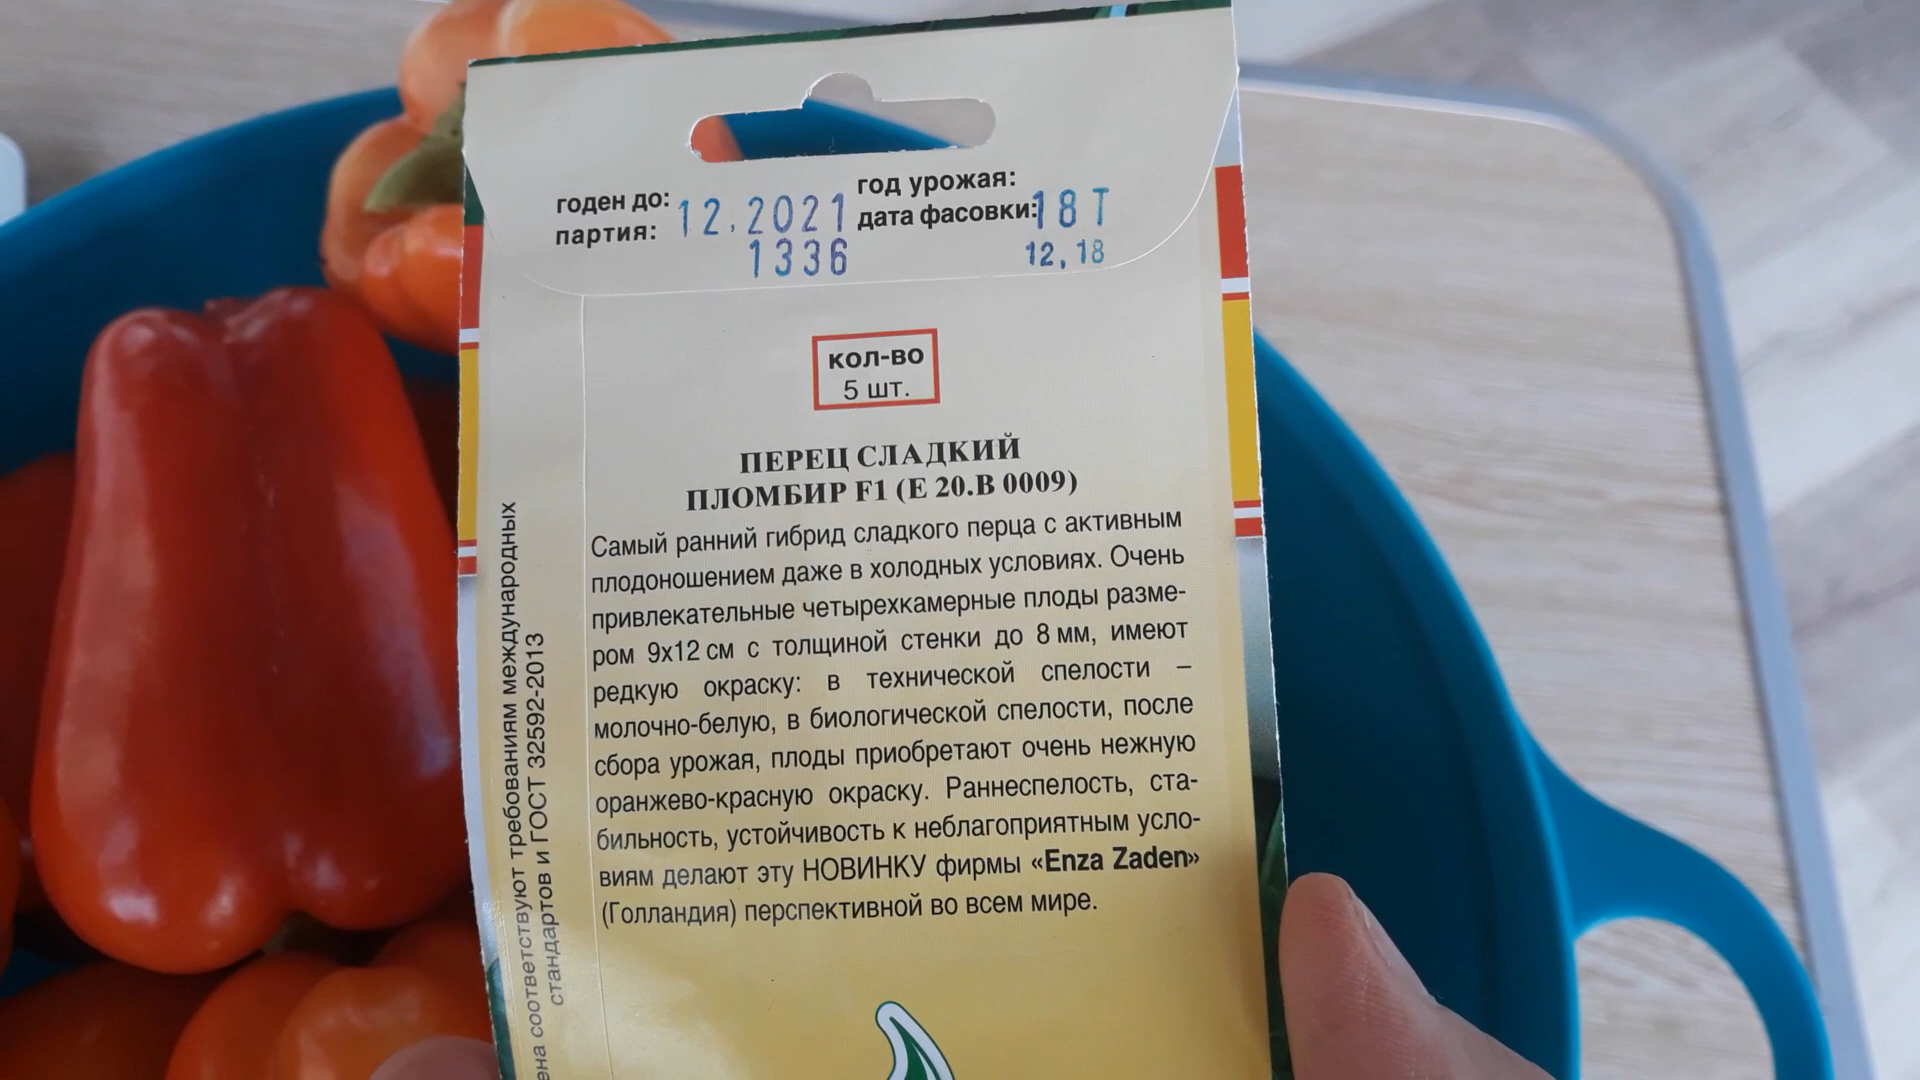 годен до: 12.2021
партия: 1336
год урожая: 18Т
дата фасовки: 12,18
кол-во
5 шт.
ПЕРЕЦ СЛАДКИЙ
ПЛОМБИР F1 (Е 20.В 0009)
Самый ранний гибрид сладкого перца с активным
плодоношением даже в холодных условиях. Очень
привлекательные четырехкамерные плоды разме-
ром 9х12 см с толщиной стенки до 8 мм, имеют
редкую окраску: в технической спелости –
молочно-белую, в биологической спелости, после
сбора урожая, плоды приобретают очень нежную
оранжево-красную окраску. Раннеспелость, ста-
бильность, устойчивость к неблагоприятным усло-
виям делают эту НОВИНКУ фирмы «Enza Zaden»
(Голландия) перспективной во всем мире.
соответствуют требованиям международных
стандартов и ГОСТ 32592-2013